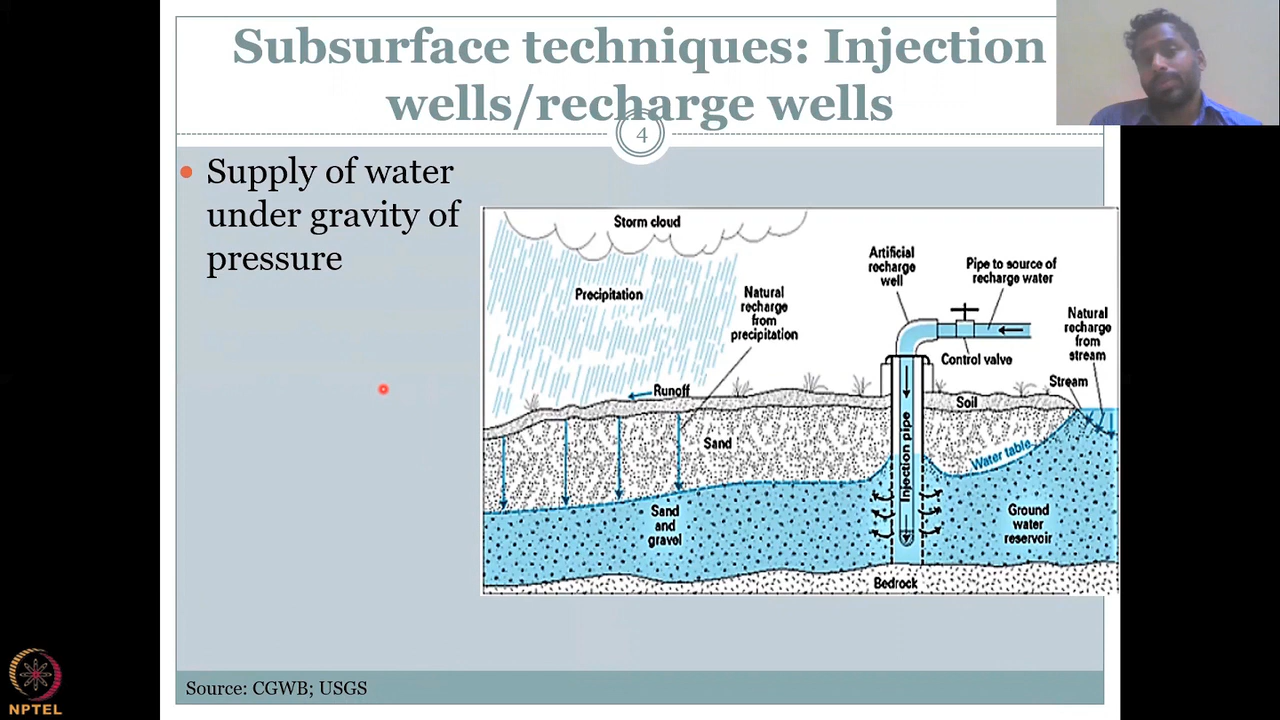 Subsurface techniques: Injection
wells/recharge wells
4
Supply of water
under gravity of
pressure
Storm cloud
Precipitation
Natural
recharge
from
precipitation
Artificial
recharge
well
Pipe to source of
recharge water
Natural
recharge
from
stream
Control valve
Stream
Runoff
Soil
Sand
Injection pipe
Water table
Sand
and
gravel
Ground
water
reservoir
Bedrock
Source: CGWB; USGS
NPTEL